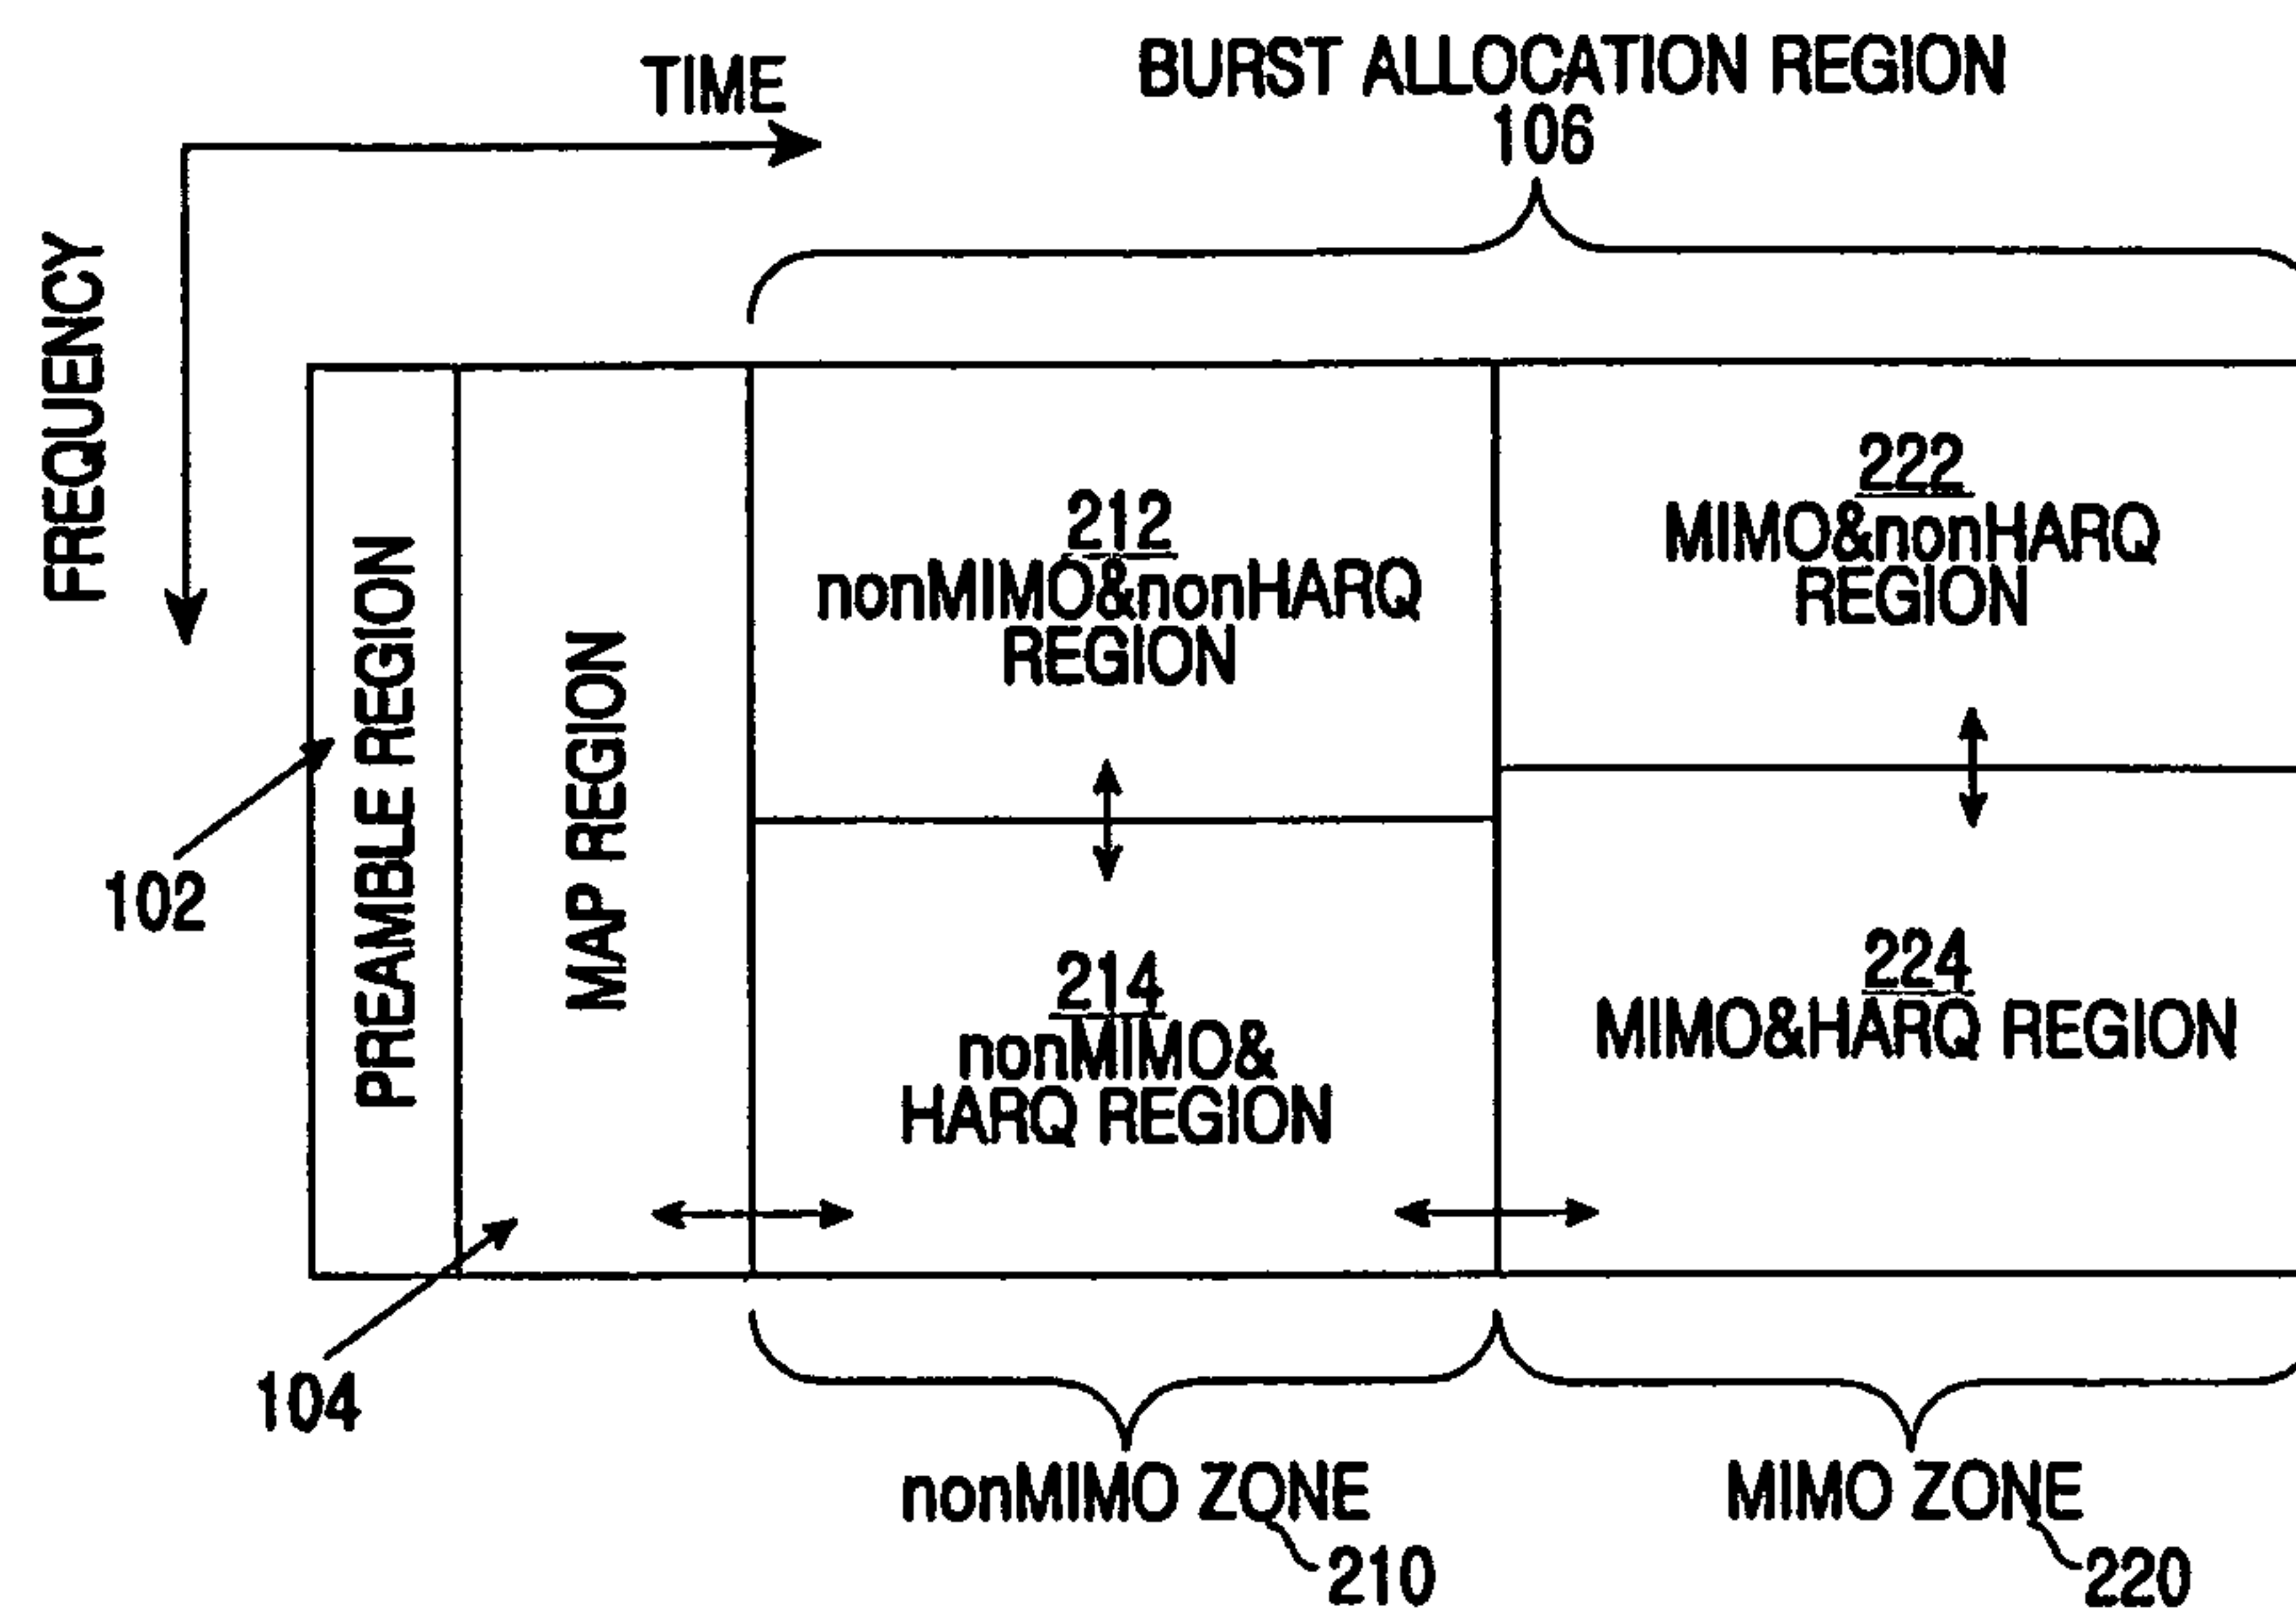 TIME
BURST ALLOCATION REGION
106
FREQUENCY
PREAMBLE REGION
MAP REGION
212
nonMIMO&nonHARQ
REGION
222
MIMO&nonHARQ
REGION
214
nonMIMO&
HARQ REGION
224
MIMO&HARQ REGION
102
104
nonMIMO ZONE
210
MIMO ZONE
220